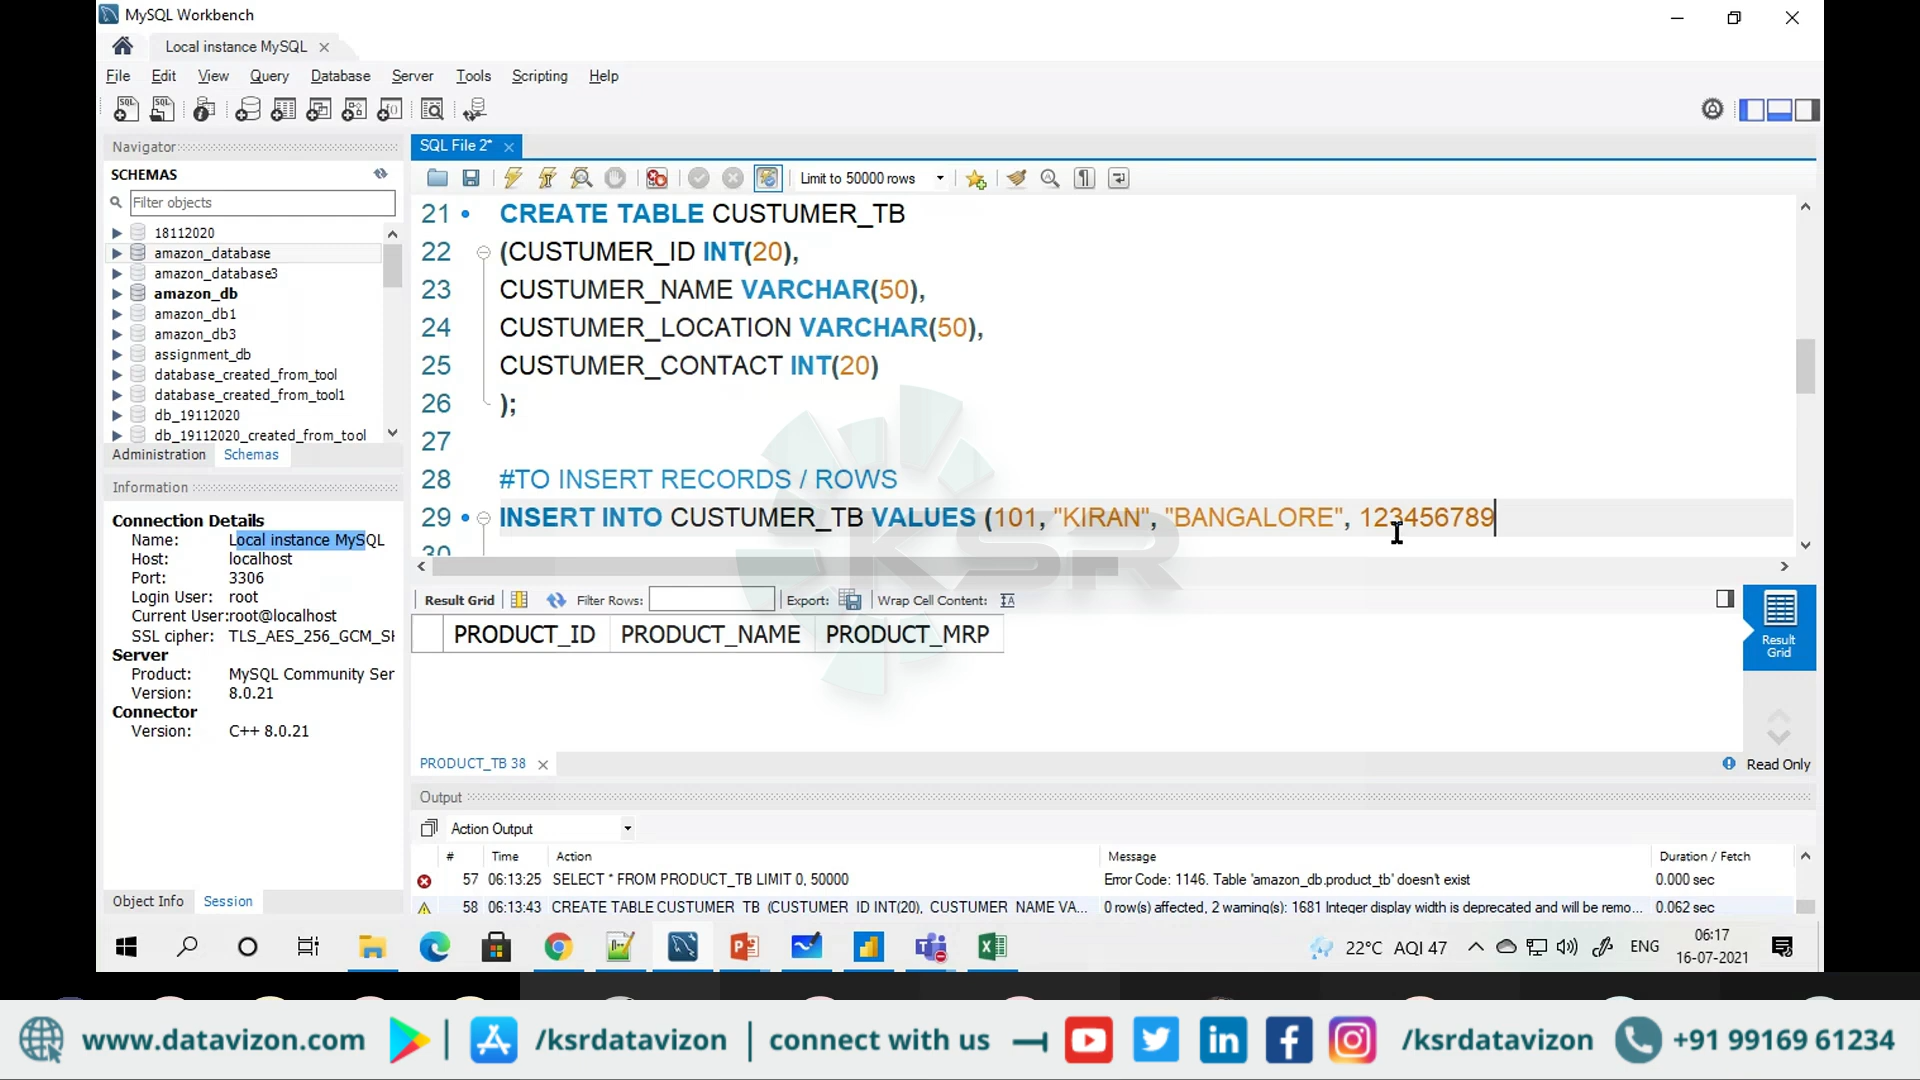 MySQL Workbench
Local instance MySQL
File Edit View Query Database Server Tools Scripting Help
Navigator
SCHEMAS
Filter objects
18112020
amazon_database
amazon_database3
amazon_db
amazon_db1
amazon_db3
assignment_db
database_created_from_tool
database_created_from_tool1
db_19112020
db_19112020_created_from_tool
Administration Schemas
Information
Connection Details
Name: Local instance MySQL
Host: localhost
Port: 3306
Login User: root
Current User:root@localhost
SSL cipher: TLS_AES_256_GCM_SH
Server
Product: MySQL Community Ser
Version: 8.0.21
Connector
Version: C++ 8.0.21
Object Info Session
SQL File 2*
Limit to 50000 rows
21 CREATE TABLE CUSTUMER_TB
22 (CUSTUMER_ID INT(20),
23 CUSTUMER_NAME VARCHAR(50),
24 CUSTUMER_LOCATION VARCHAR(50),
25 CUSTUMER_CONTACT INT(20)
26 );
27
28 #TO INSERT RECORDS / ROWS
29 INSERT INTO CUSTUMER_TB VALUES (101, "KIRAN", "BANGALORE", 123456789
30
KSR
Result Grid Filter Rows: Export: Wrap Cell Content:
PRODUCT_ID PRODUCT_NAME PRODUCT_MRP
Result
Grid
PRODUCT_TB 38
Read Only
Output
Action Output
# Time Action Message Duration / Fetch
57 06:13:25 SELECT * FROM PRODUCT_TB LIMIT 0, 50000 Error Code: 1146. Table 'amazon_db.product_tb' doesn't exist 0.000 sec
58 06:13:43 CREATE TABLE CUSTUMER_TB (CUSTUMER_ID INT(20), CUSTUMER_NAME VA... 0 row(s) affected, 2 warning(s): 1681 Integer display width is deprecated and will be remo... 0.062 sec
22°C AQI 47 ENG
06:17
16-07-2021
www.datavizon.com | /ksrdatavizon | connect with us /ksrdatavizon +91 99169 61234